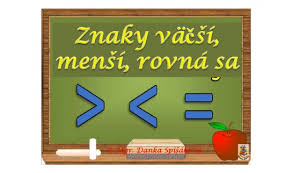 Znaky väčší,
menší, rovná sa
> < =